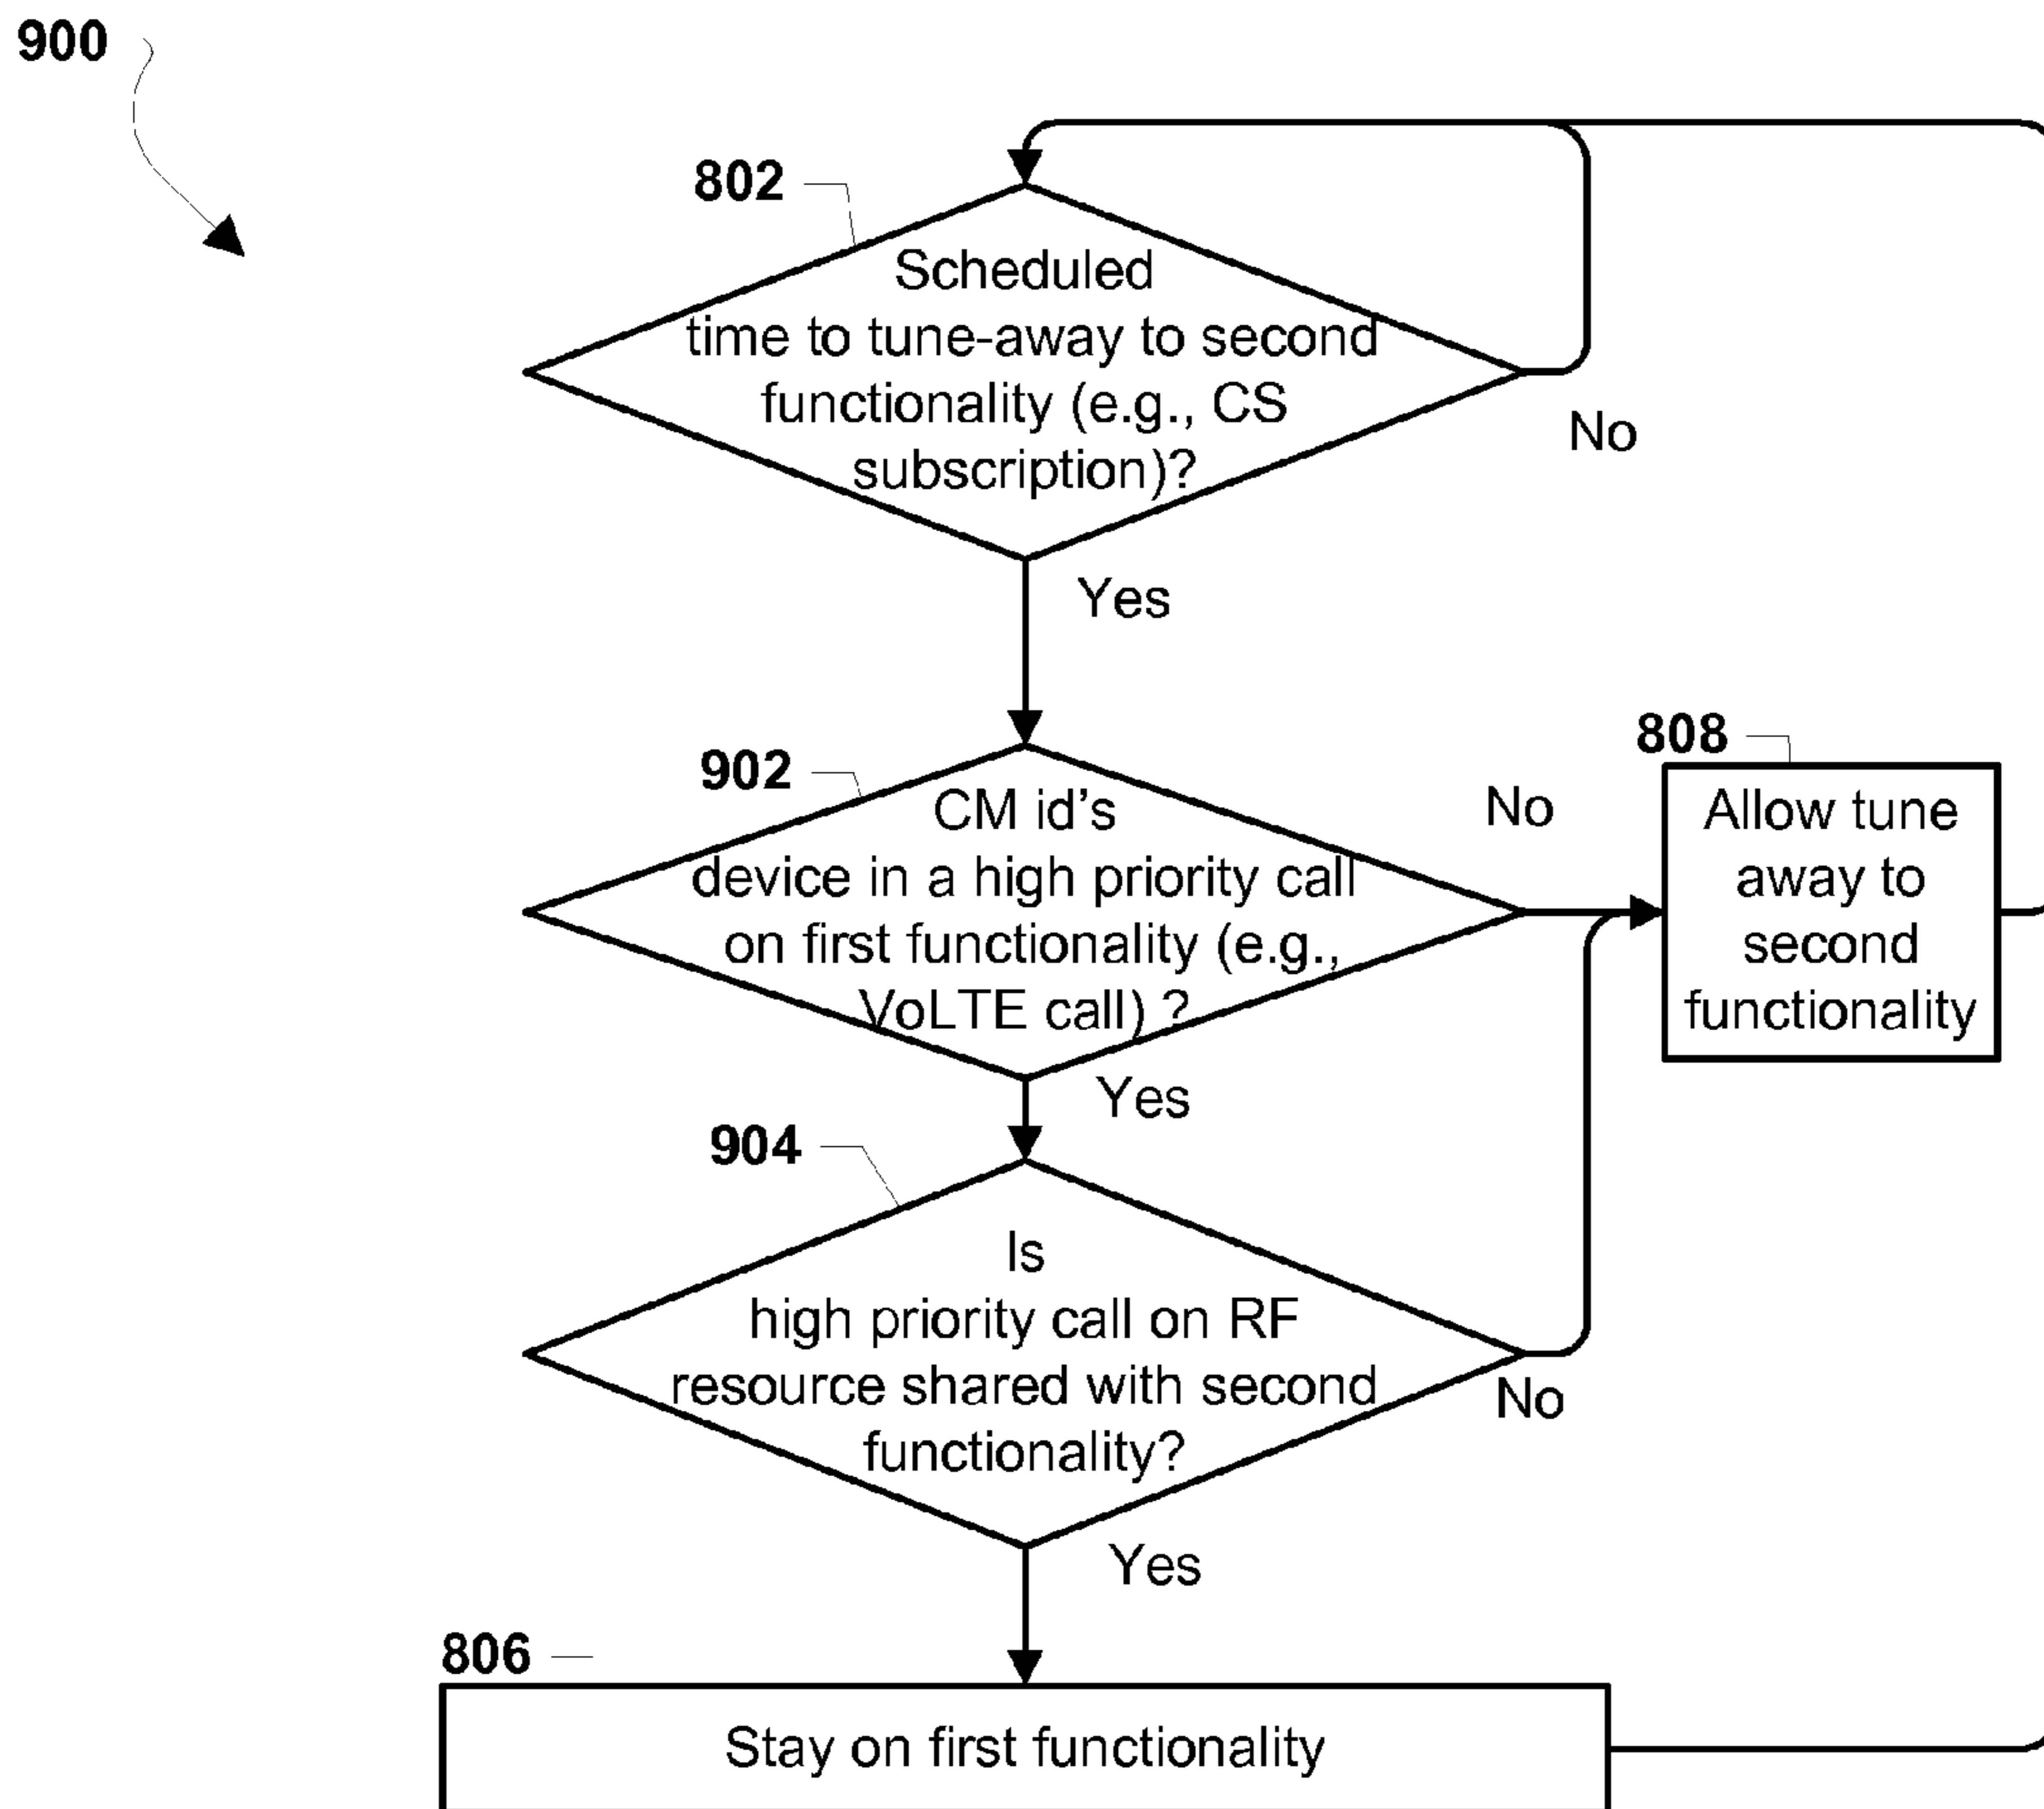 900
802
Scheduled
time to tune-away to second
functionality (e.g., CS
subscription)?
No
Yes
902
CM id's
device in a high priority call
on first functionality (e.g.,
VoLTE call) ?
No
808
Allow tune
away to
second
functionality
Yes
904
Is
high priority call on RF
resource shared with second
functionality?
No
Yes
806
Stay on first functionality